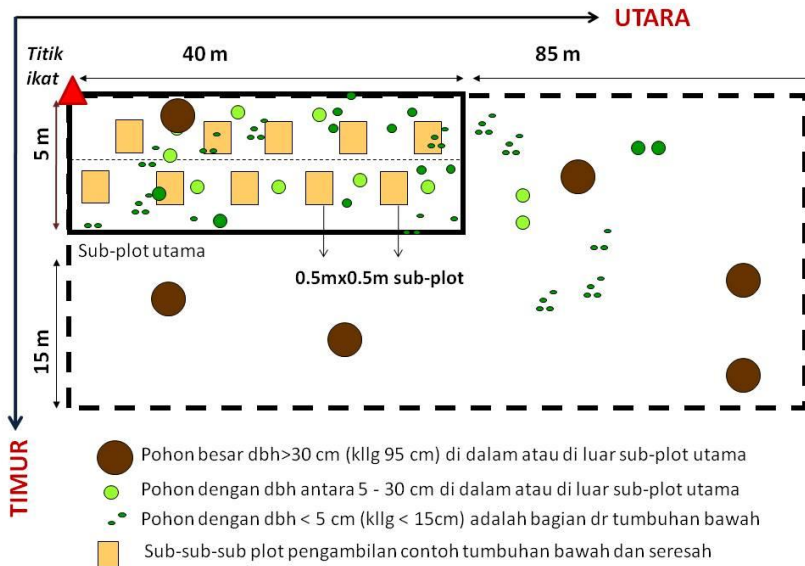 UTARA
Titik
ikat
40 m
85 m
5 m
Sub-plot utama
0.5mx0.5m sub-plot
15 m
TIMUR
Pohon besar dbh>30 cm (kllg 95 cm) di dalam atau di luar sub-plot utama
Pohon dengan dbh antara 5 - 30 cm di dalam atau di luar sub-plot utama
Pohon dengan dbh < 5 cm (kllg < 15cm) adalah bagian dr tumbuhan bawah
Sub-sub-sub plot pengambilan contoh tumbuhan bawah dan seresah